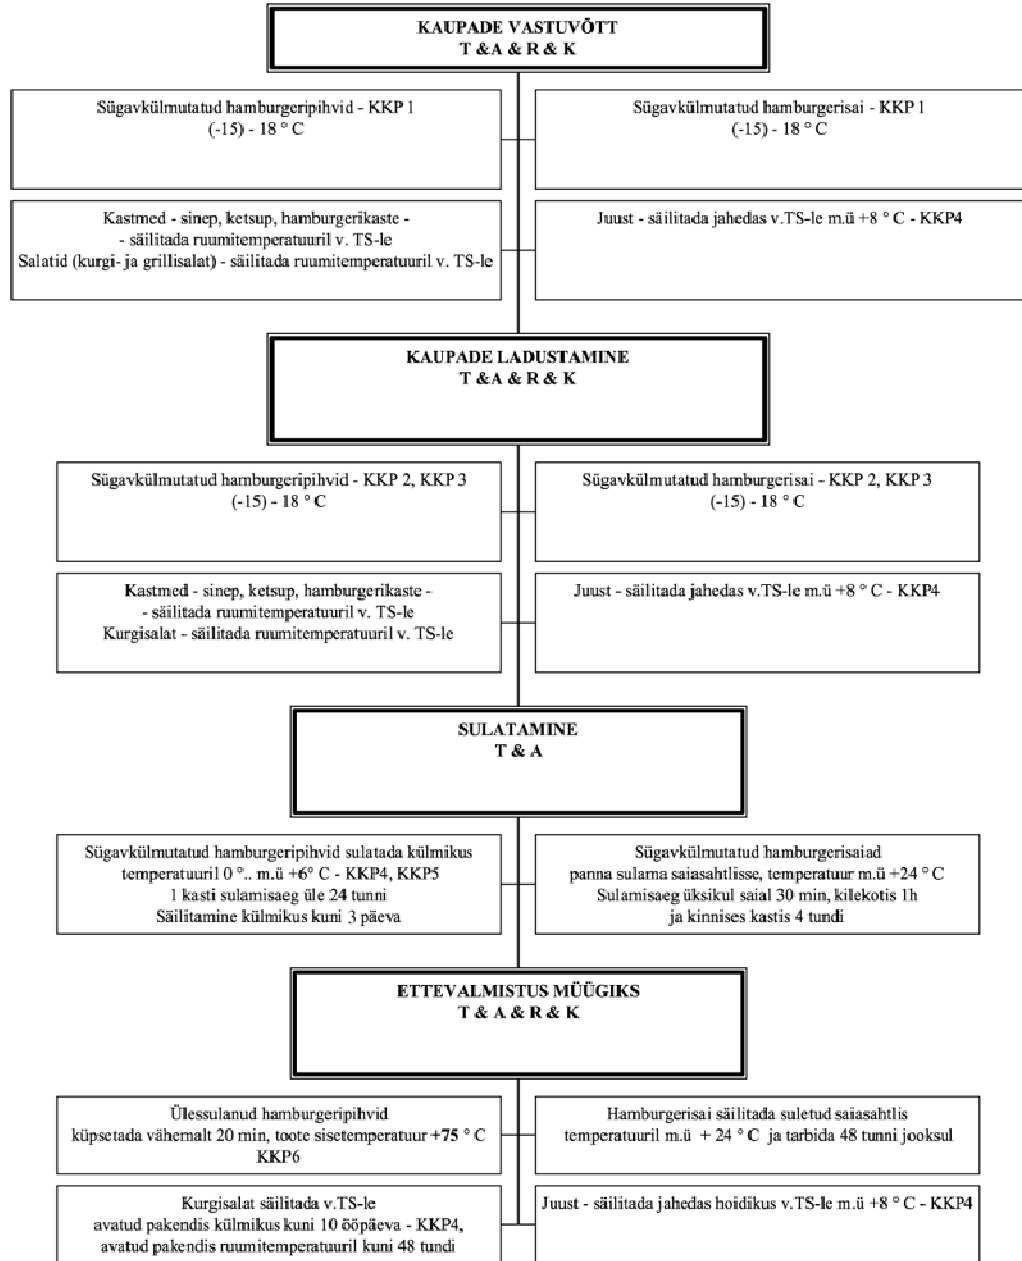 KAUPADE VASTUVÕTT
T &A & R & K
Sügavkülmutatud hamburgeripihvid - KKP 1
(-15) - 18 ° C
Sügavkülmutatud hamburgerisai - KKP 1
(-15) - 18 ° C
Kastmed - sinep, ketsup, hamburgerikaste -
- säilitada ruumitemperatuuril v. TS-le
Salatid (kurgi- ja grillisalat) - säilitada ruumitemperatuuril v. TS-le
Juust - säilitada jahedas v.TS-le m.ü +8 ° C - KKP4
KAUPADE LADUSTAMINE
T &A & R & K
Sügavkülmutatud hamburgeripihvid - KKP 2, KKP 3
(-15) - 18 ° C
Sügavkülmutatud hamburgerisai - KKP 2, KKP 3
(-15) - 18 ° C
Kastmed - sinep, ketsup, hamburgerikaste -
- säilitada ruumitemperatuuril v. TS-le
Kurgisalat - säilitada ruumitemperatuuril v. TS-le
Juust - säilitada jahedas v.TS-le m.ü +8 ° C - KKP4
SULATAMINE
T & A
Sügavkülmutatud hamburgeripihvid sulatada külmikus
temperatuuril 0 °.. m.ü +6° C - KKP4, KKP5
1 kasti sulamisaeg üle 24 tunni
Säilitamine külmikus kuni 3 päeva
Sügavkülmutatud hamburgerisaiad
panna sulama saiasahtlisse, temperatuur m.ü +24 ° C
Sulamisaeg üksikul saial 30 min, kilekotis 1h
ja kinnises kastis 4 tundi
ETTEVALMISTUS MÜÜGIKS
T & A & R & K
Ülessulanud hamburgeripihvid
küpsetada vähemalt 20 min, toote sisetemperatuur +75 ° C
KKP6
Hamburgerisai säilitada suletud saiasahtlis
temperatuuril m.ü + 24 ° C ja tarbida 48 tunni jooksul
Kurgisalat säilitada v.TS-le
avatud pakendis külmikus kuni 10 ööpäeva - KKP4,
avatud pakendis ruumitemperatuuril kuni 48 tundi
Juust - säilitada jahedas hoidikus v.TS-le m.ü +8 ° C - KKP4